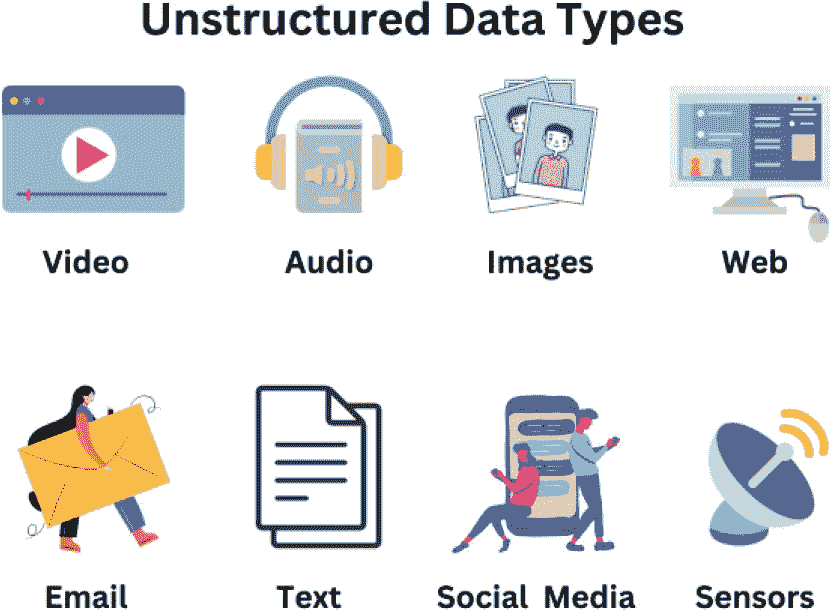 Unstructured Data Types
Video
Audio
Images
Web
Email
Text
Social Media
Sensors